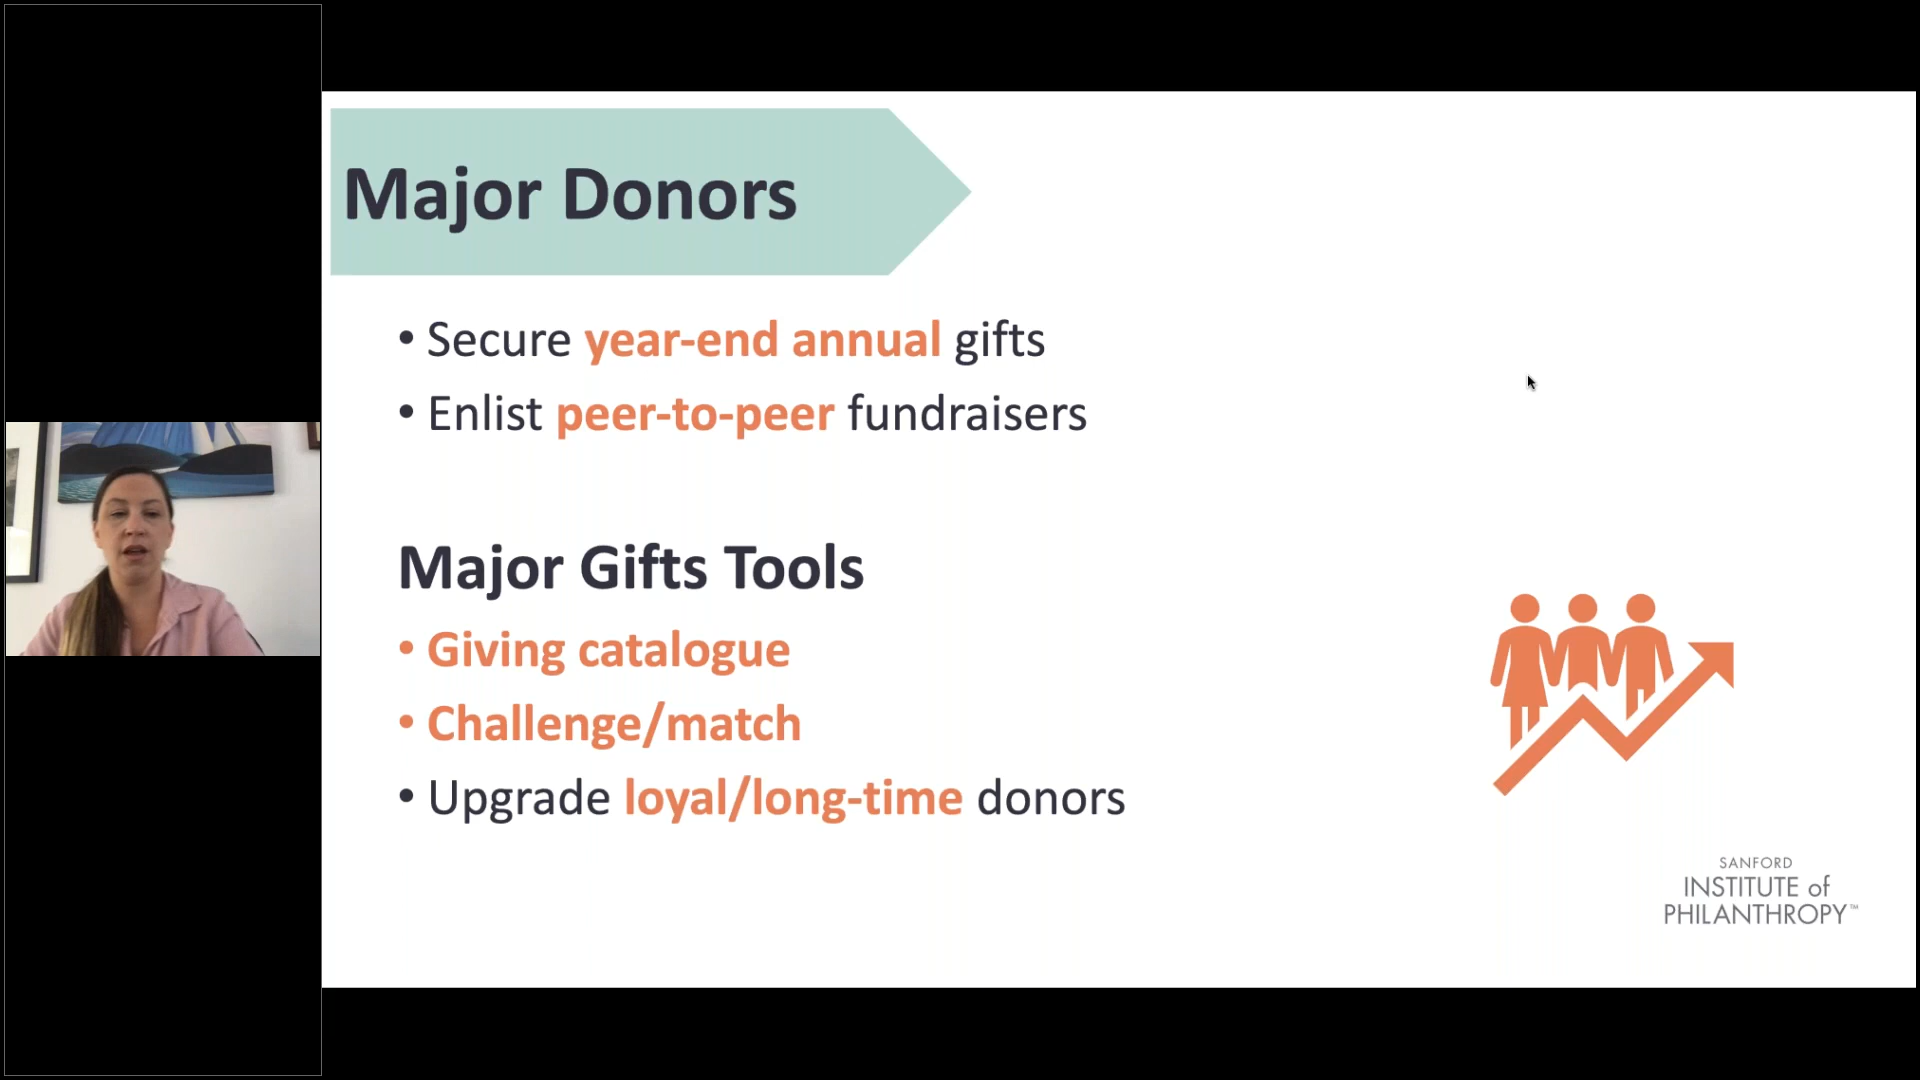 Major Donors
• Secure year-end annual gifts
• Enlist peer-to-peer fundraisers
Major Gifts Tools
• Giving catalogue
• Challenge/match
• Upgrade loyal/long-time donors
SANFORD
INSTITUTE of
PHILANTHROPY™